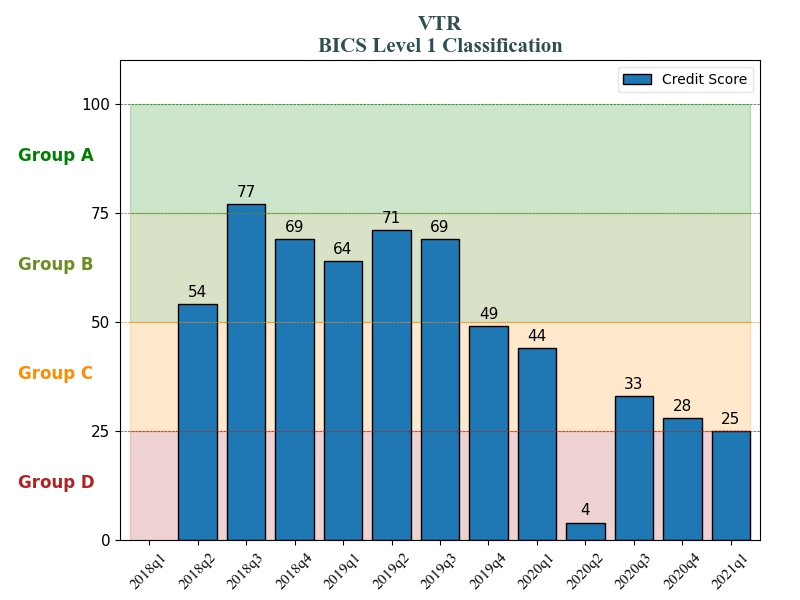 VTR
BICS Level 1 Classification
Credit Score
100
Group A
77
75
71
69
69
64
Group B
54
50
49
44
Group C
33
28
25
25
Group D
4
0
2018q1 2018q2 2018q3 2018q4 2019q1 2019q2 2019q3 2019q4 2020q1 2020q2 2020q3 2020q4 2021q1